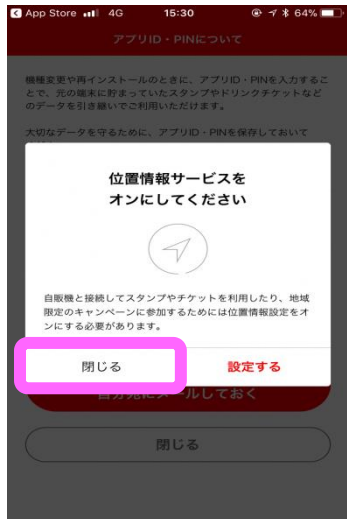 App Store 4G 15:30 64%
アプリID・PINについて
機種変更や再インストールのときに、アプリID・PINを入力するこ
とで、元の端末に貯まっていたスタンプやドリンクチケットなど
のデータを引き継いでご利用いただけます。
大切なデータを守るために、アプリID・PINを保存しておいて
位置情報サービスを
オンにしてください
自販機と接続してスタンプやチケットを利用したり、地域
限定のキャンペーンに参加するためには位置情報設定をオ
ンにする必要があります。
閉じる 設定する
自分宛にメールしておく
閉じる